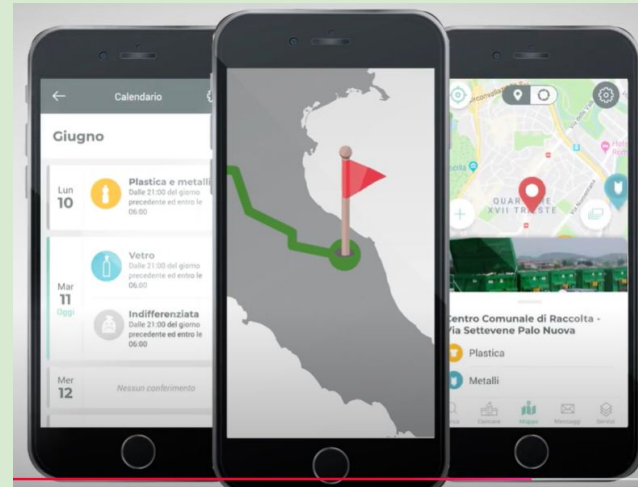 Calendario
Giugno
Lun
10
Plastica e metalli
Dalle 21:00 del giorno
precedente ed entro le
06:00
Mar
11
Oggi
Vetro
Dalle 21:00 del giorno
precedente ed entro le
06:00
Indifferenziata
Dalle 21:00 del giorno
precedente ed entro le
06:00
Mer
12
Nessun conferimento
XVII TRIESTE
Centro Comunale di Raccolta -
Via Settevene Palo Nuova
Plastica
Metalli
Mappe
Messaggi
Servizi